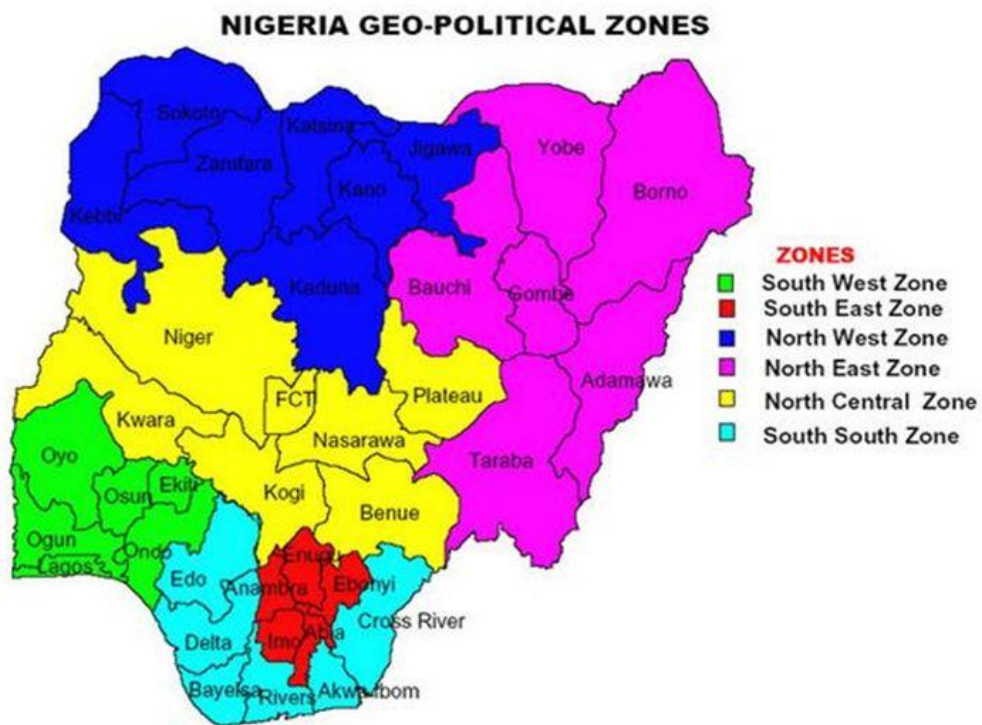 NIGERIA GEO-POLITICAL ZONES
Sokoto
Katsina
Jigawa
Yobe
Zamfara
Kano
Borno
Kebbi
Kaduna
Bauchi
Gombe
Niger
Adamawa
FCT
Plateau
Kwara
Nasarawa
Oyo
Taraba
Osun
Ekiti
Kogi
Benue
Ogun
Ondo
Lagos
Enugu
Edo
Anambra
Ebonyi
Cross River
Delta
Imo
Abia
Bayelsa
Rivers
Akwa-Ibom
ZONES
South West Zone
South East Zone
North West Zone
North East Zone
North Central Zone
South South Zone